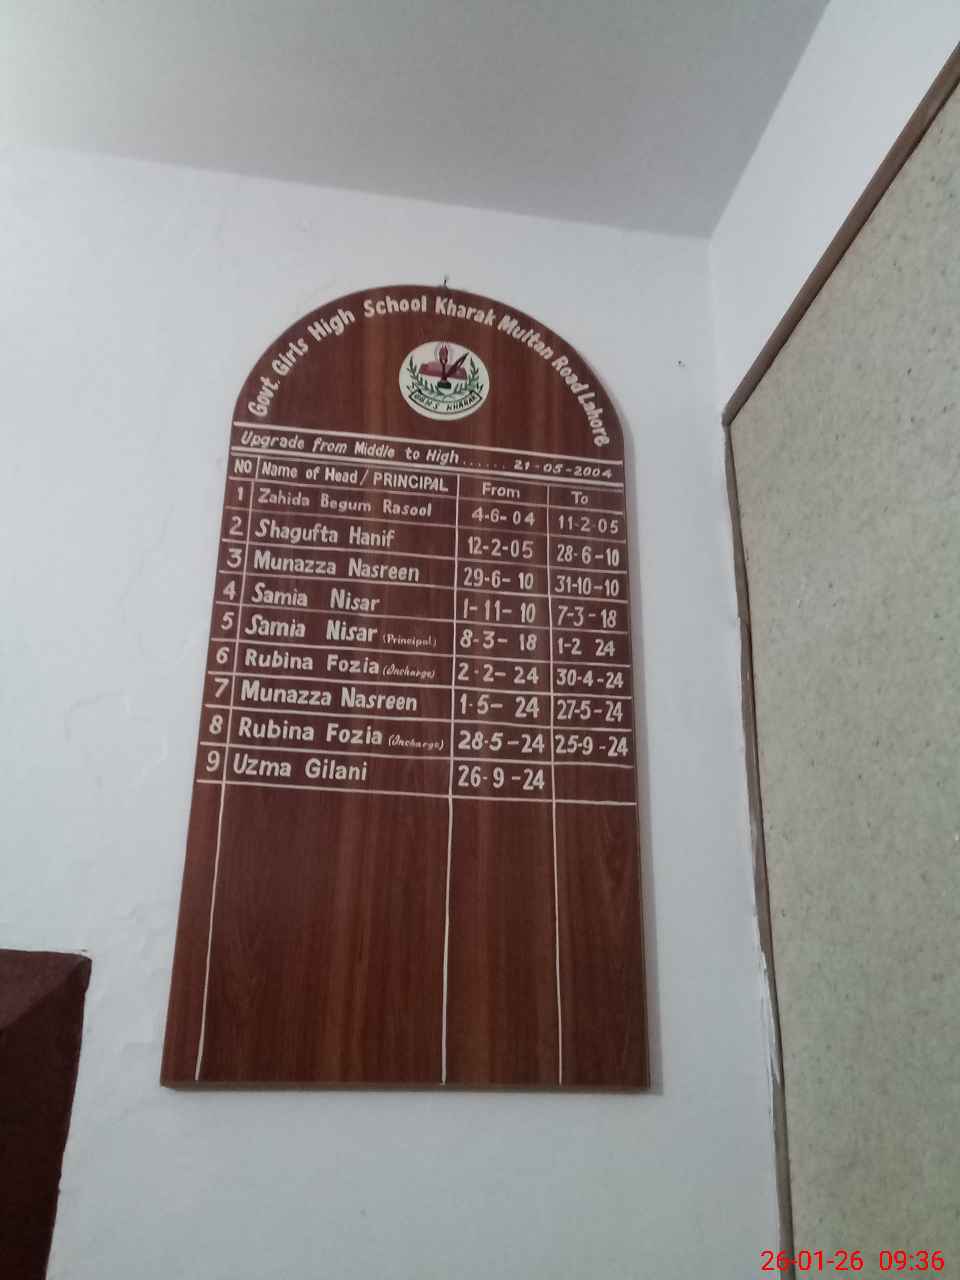 Govt. Girls High School Kharak Multan Road Lahore
GGHS KHARAK
Upgrade from Middle to High ...... 21-05-2004
NO Name of Head / PRINCIPAL From To
1 Zahida Begum Rasool 4-6-04 11-2-05
2 Shagufta Hanif 12-2-05 28-6-10
3 Munazza Nasreen 29-6-10 31-10-10
4 Samia Nisar 1-11-10 7-3-18
5 Samia Nisar (Principal) 8-3-18 1-2 24
6 Rubina Fozia (Incharge) 2-2-24 30-4-24
7 Munazza Nasreen 1-5-24 27-5-24
8 Rubina Fozia (Incharge) 28-5-24 25-9-24
9 Uzma Gilani 26-9-24
26-01-26 09:36